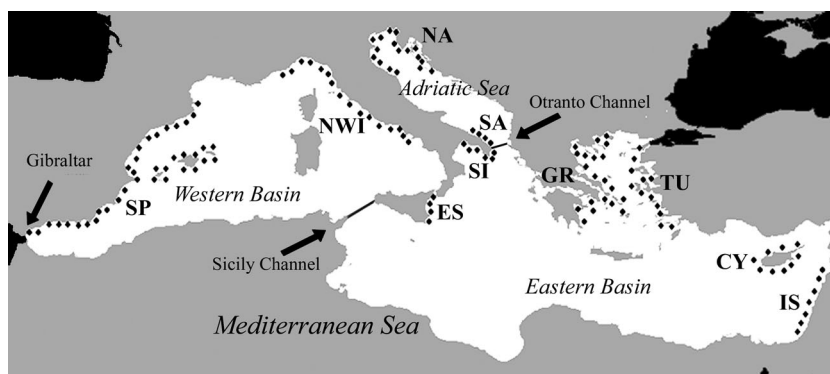 NA
Adriatic Sea
Otranto Channel
SA
NWI
Gibraltar
SI
GR
TU
Western Basin
SP
ES
Sicily Channel
CY
Eastern Basin
IS
Mediterranean Sea